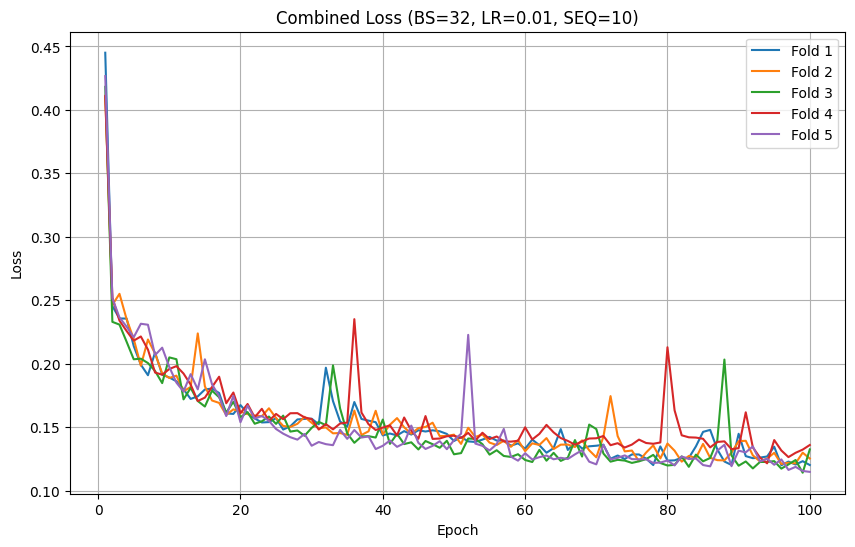 Combined Loss (BS=32, LR=0.01, SEQ=10)
Loss
0.45
0.40
0.35
0.30
0.25
0.20
0.15
0.10
Fold 1
Fold 2
Fold 3
Fold 4
Fold 5
0
20
40
60
80
100
Epoch